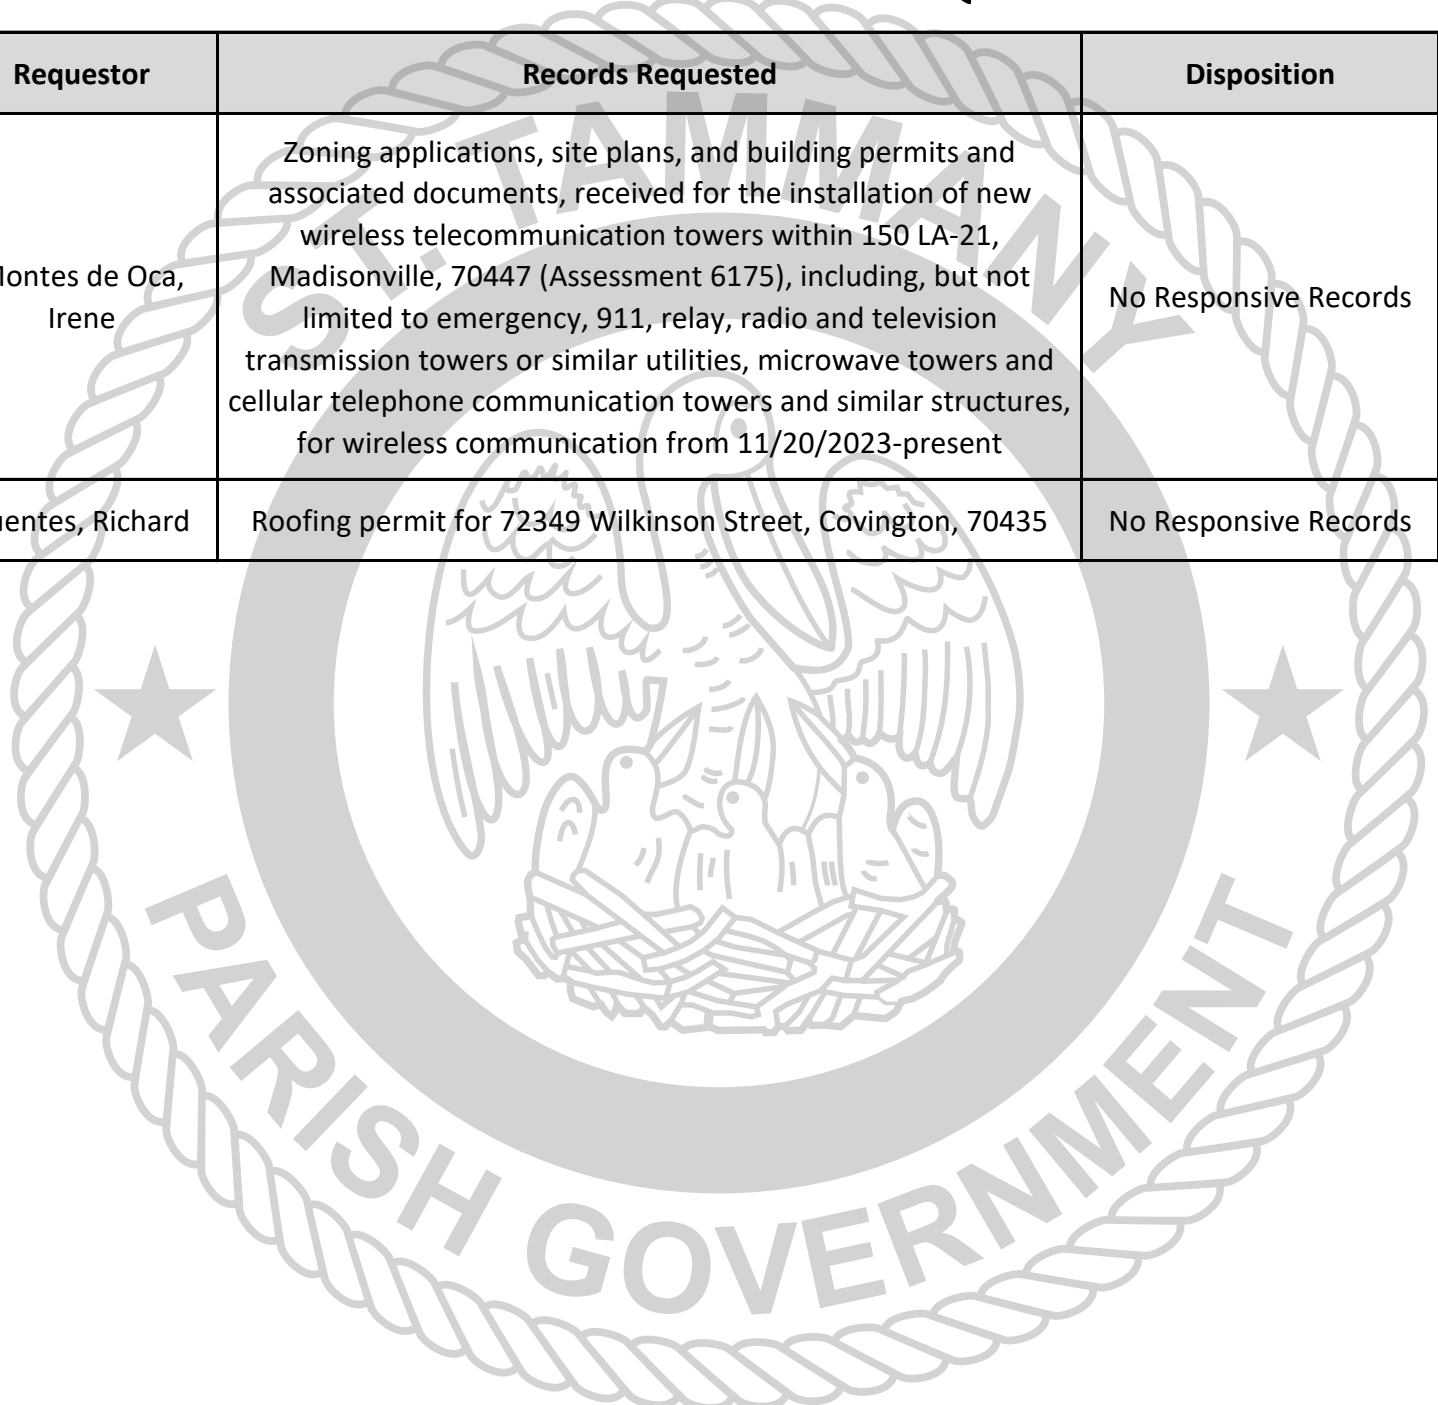 Requestor
Records Requested
Disposition
Montes de Oca,
Irene
Zoning applications, site plans, and building permits and
associated documents, received for the installation of new
wireless telecommunication towers within 150 LA-21,
Madisonville, 70447 (Assessment 6175), including, but not
limited to emergency, 911, relay, radio and television
transmission towers or similar utilities, microwave towers and
cellular telephone communication towers and similar structures,
for wireless communication from 11/20/2023-present
No Responsive Records
Richard
Roofing permit for 72349 Wilkinson Street, Covington, 70435
No Responsive Records
ST. TAMMANY
PARISH GOVERNMENT